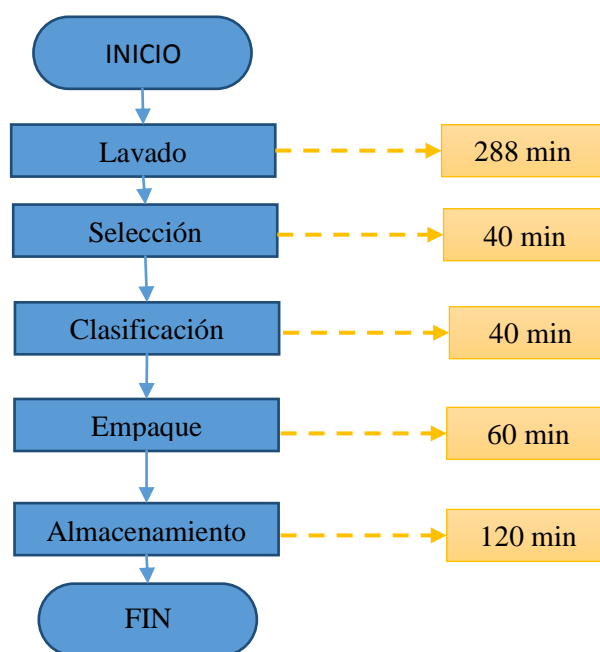 INICIO
Lavado
288 min
Selección
40 min
Clasificación
40 min
Empaque
60 min
Almacenamiento
120 min
FIN